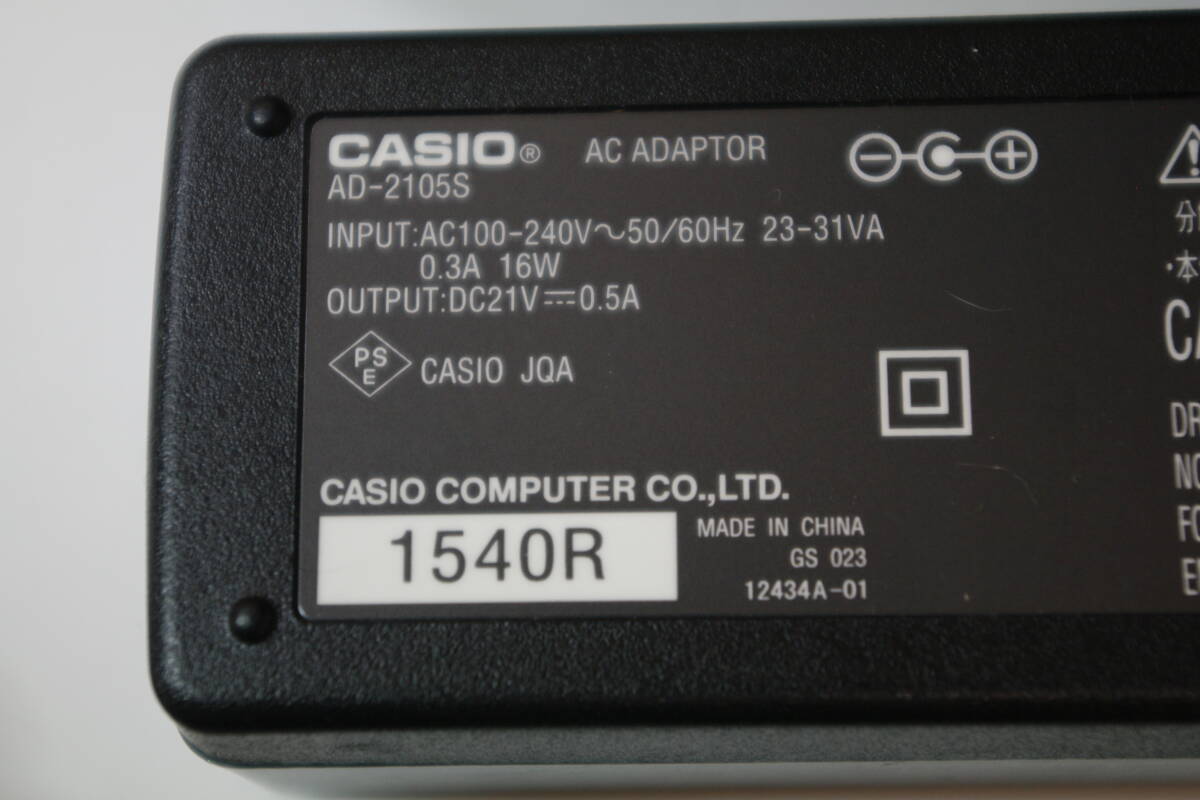 CASIO® AC ADAPTOR
AD-2105S
INPUT:AC100-240V～50/60Hz 23-31VA
0.3A 16W
OUTPUT:DC21V⎓0.5A
PSE CASIO JQA
CASIO COMPUTER CO.,LTD.
1540R
MADE IN CHINA
GS 023
12434A-01
分
・本
CA
DR
NO
FO